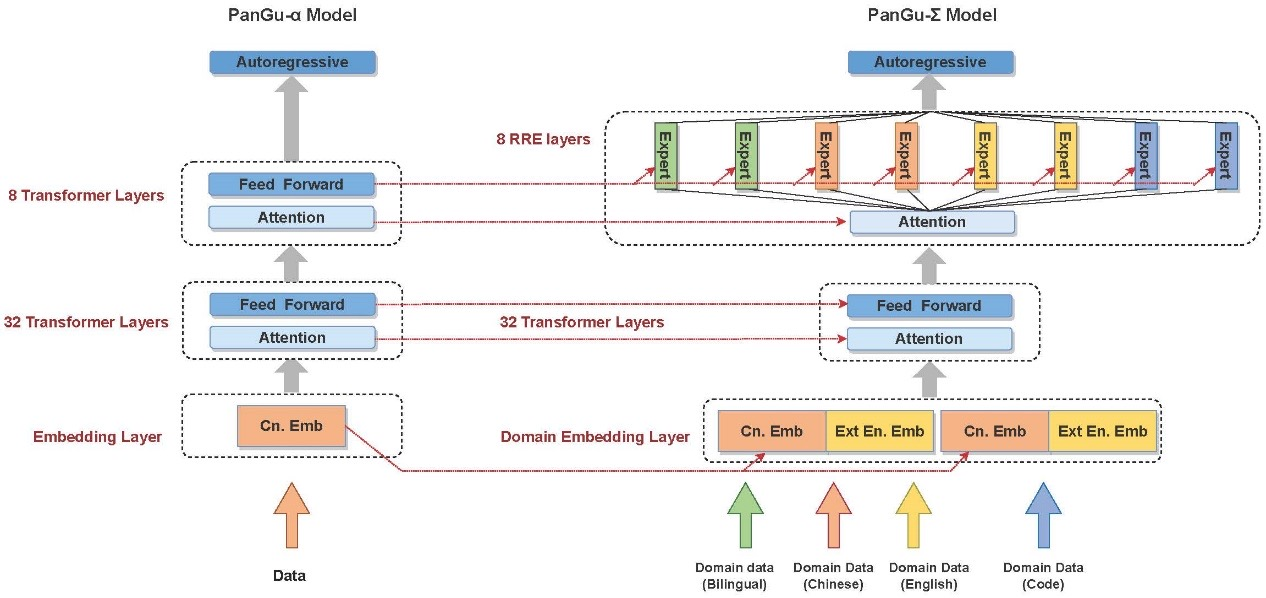 PanGu-α Model
PanGu-Σ Model
Autoregressive
Autoregressive
8 RRE layers
Expert
Expert
Expert
Expert
Expert
Expert
Expert
Expert
8 Transformer Layers
Feed Forward
Attention
Attention
32 Transformer Layers
Feed Forward
Attention
32 Transformer Layers
Feed Forward
Attention
Embedding Layer
Cn. Emb
Domain Embedding Layer
Cn. Emb
Ext En. Emb
Cn. Emb
Ext En. Emb
Data
Domain data
(Bilingual)
Domain Data
(Chinese)
Domain Data
(English)
Domain Data
(Code)